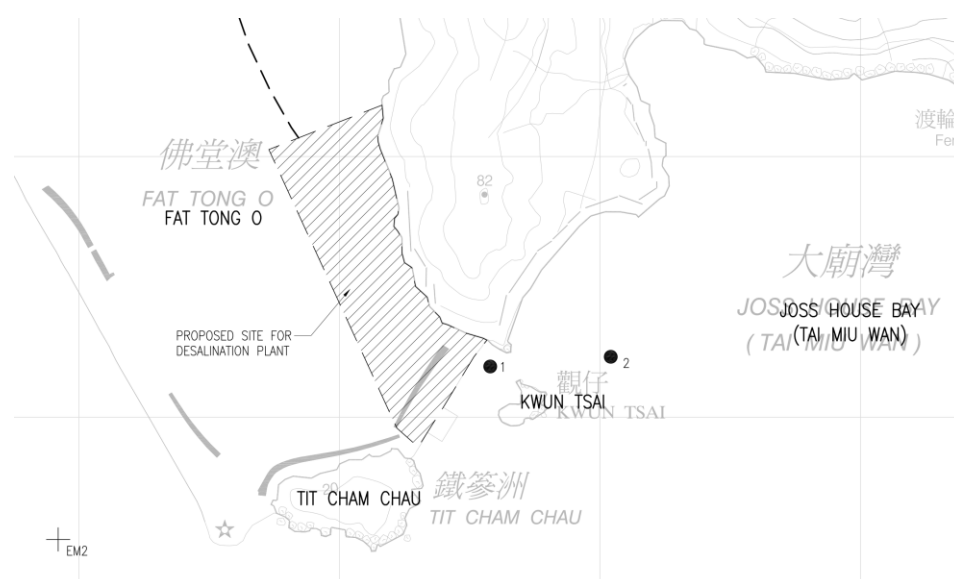 佛堂澳
FAT TONG O
FAT TONG O
82
渡輪
Fer
大廟灣
JOSS HOUSE BAY
JOSS HOUSE BAY
(TAI MIU WAN)
(TAI MIU WAN)
PROPOSED SITE FOR
DESALINATION PLANT
1
2
觀仔
KWUN TSAI
KWUN TSAI
鐵篸洲
TIT CHAM CHAU
20
TIT CHAM CHAU
EM2